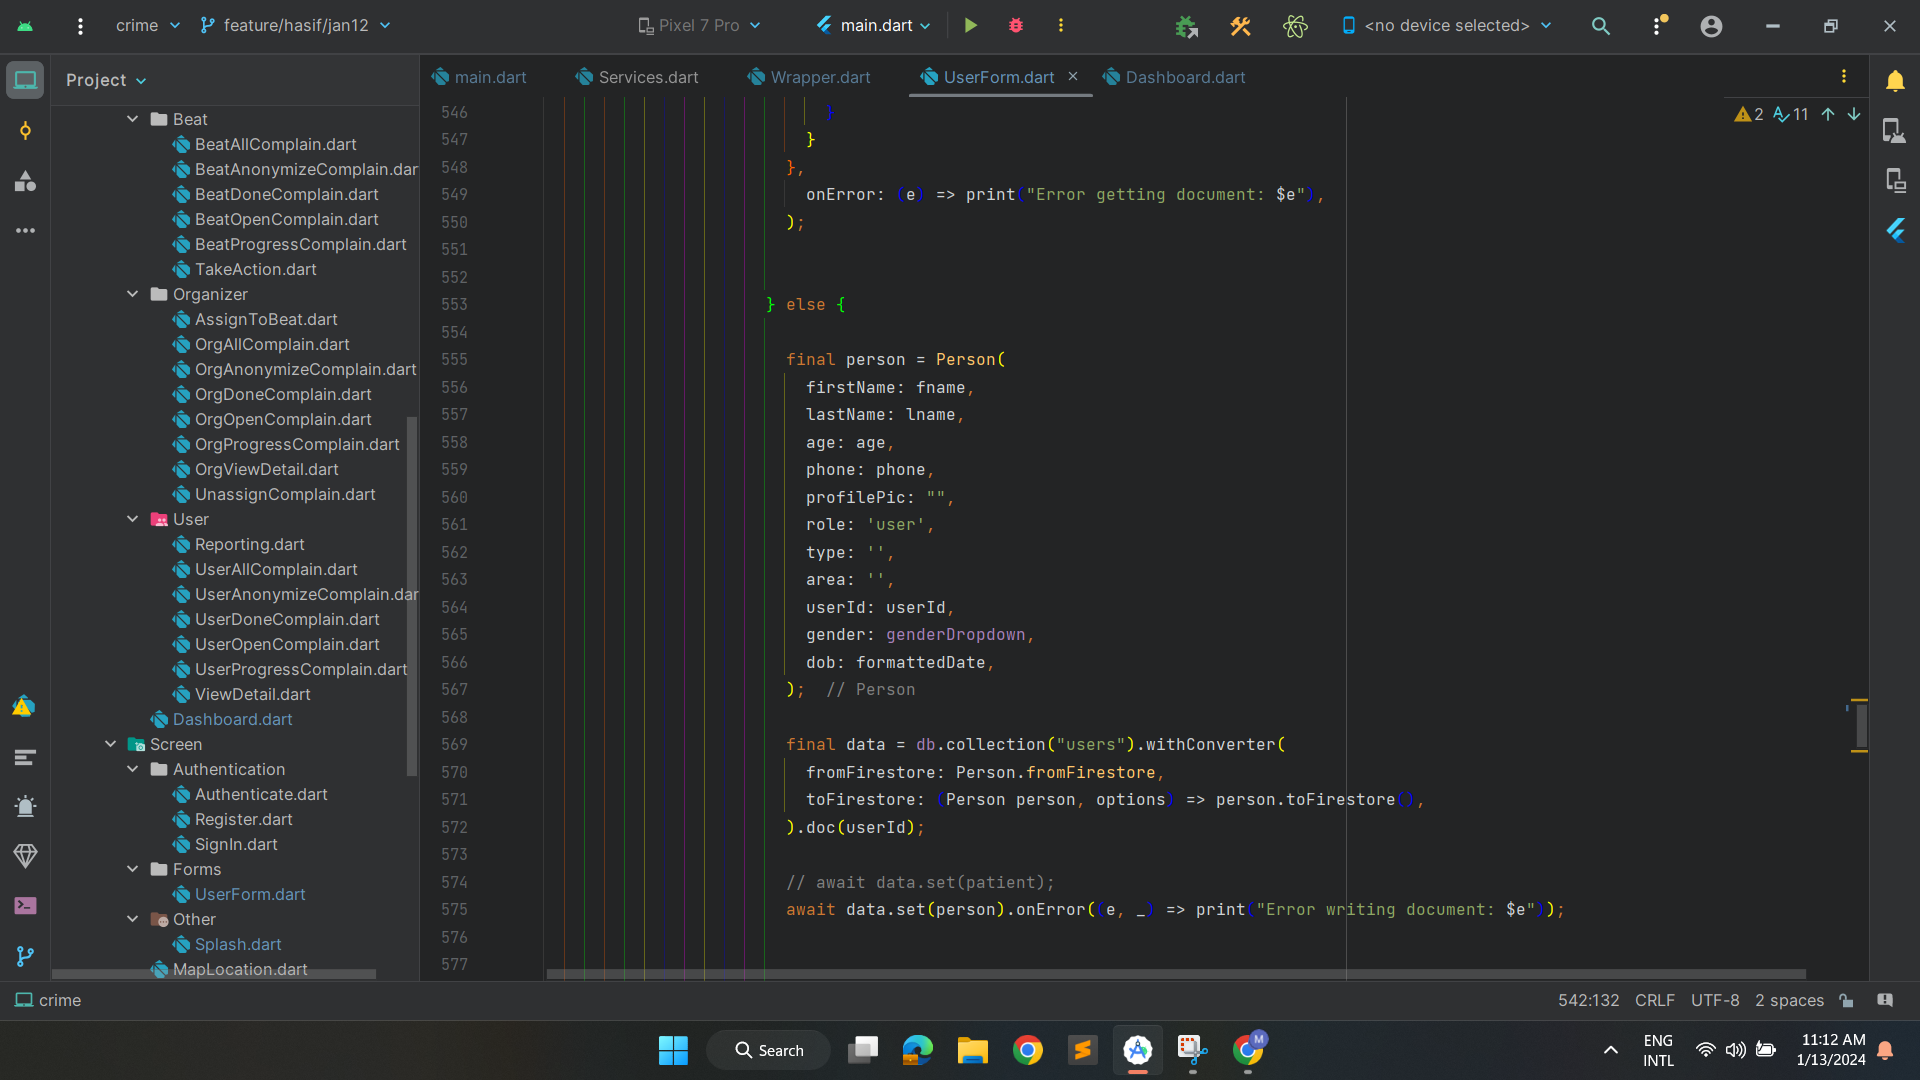 crime
feature/hasif/jan12
Pixel 7 Pro
main.dart
<no device selected>
Project
main.dart
Services.dart
Wrapper.dart
UserForm.dart
Dashboard.dart
Beat
BeatAllComplain.dart
BeatAnonymizeComplain.dar
BeatDoneComplain.dart
BeatOpenComplain.dart
BeatProgressComplain.dart
TakeAction.dart
Organizer
AssignToBeat.dart
OrgAllComplain.dart
OrgAnonymizeComplain.dart
OrgDoneComplain.dart
OrgOpenComplain.dart
OrgProgressComplain.dart
OrgViewDetail.dart
UnassignComplain.dart
User
Reporting.dart
UserAllComplain.dart
UserAnonymizeComplain.dar
UserDoneComplain.dart
UserOpenComplain.dart
UserProgressComplain.dart
ViewDetail.dart
Dashboard.dart
Screen
Authentication
Authenticate.dart
Register.dart
SignIn.dart
Forms
UserForm.dart
Other
Splash.dart
MapLocation.dart
2 11
546 }
547 }
548 },
549 onError: (e) => print("Error getting document: $e"),
550 );
551
552
553 } else {
554
555 final person = Person(
556 firstName: fname,
557 lastName: lname,
558 age: age,
559 phone: phone,
560 profilePic: "",
561 role: 'user',
562 type: '',
563 area: '',
564 userId: userId,
565 gender: genderDropdown,
566 dob: formattedDate,
567 ); // Person
568
569 final data = db.collection("users").withConverter(
570 fromFirestore: Person.fromFirestore,
571 toFirestore: (Person person, options) => person.toFirestore(),
572 ).doc(userId);
573
574 // await data.set(patient);
575 await data.set(person).onError((e, _) => print("Error writing document: $e"));
576
577
crime
542:132 CRLF UTF-8 2 spaces
Search
M
ENG
INTL
11:12 AM
1/13/2024